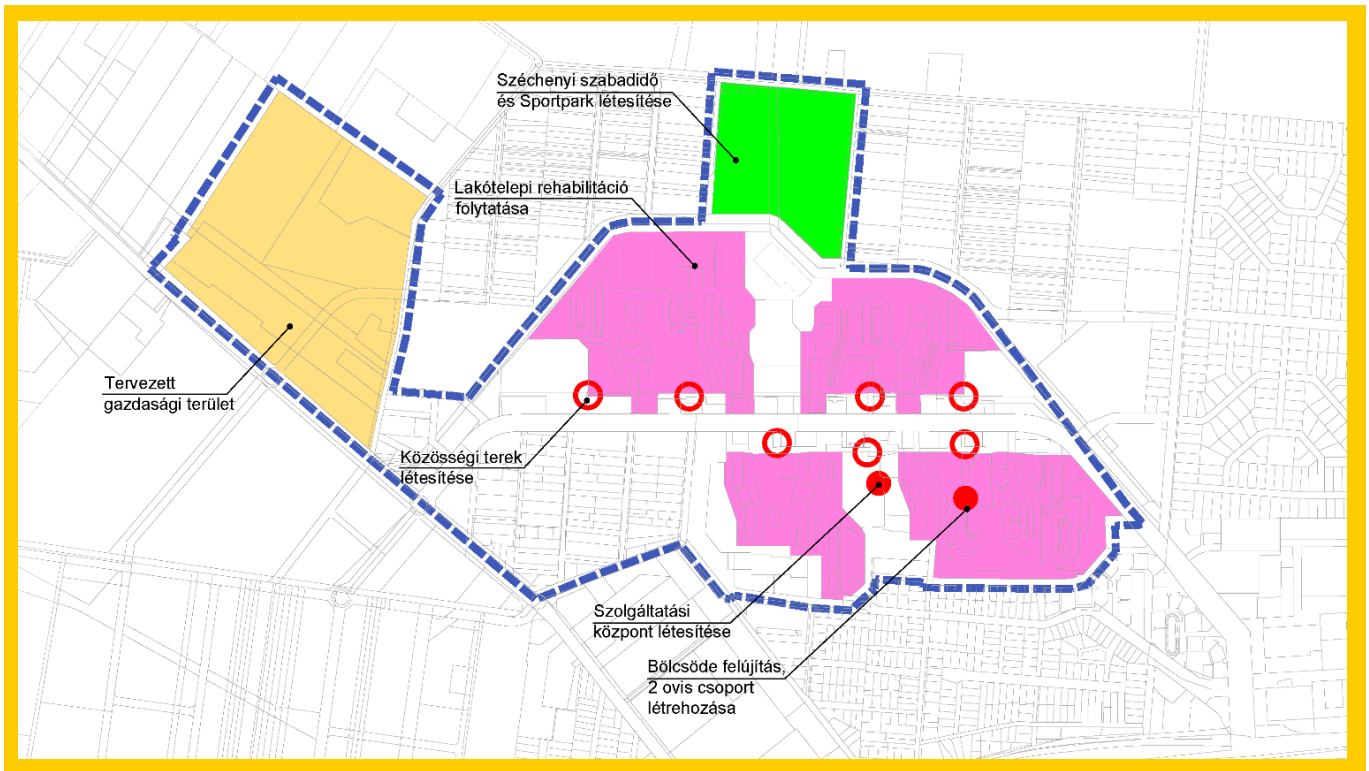 Széchenyi szabadidő
és Sportpark létesítése
Lakótelepi rehabilitáció
folytatása
Tervezett
gazdasági terület
Közösségi terek
létesítése
Szolgáltatási
központ létesítése
Bölcsöde felújítás,
2 ovis csoport
létrehozása